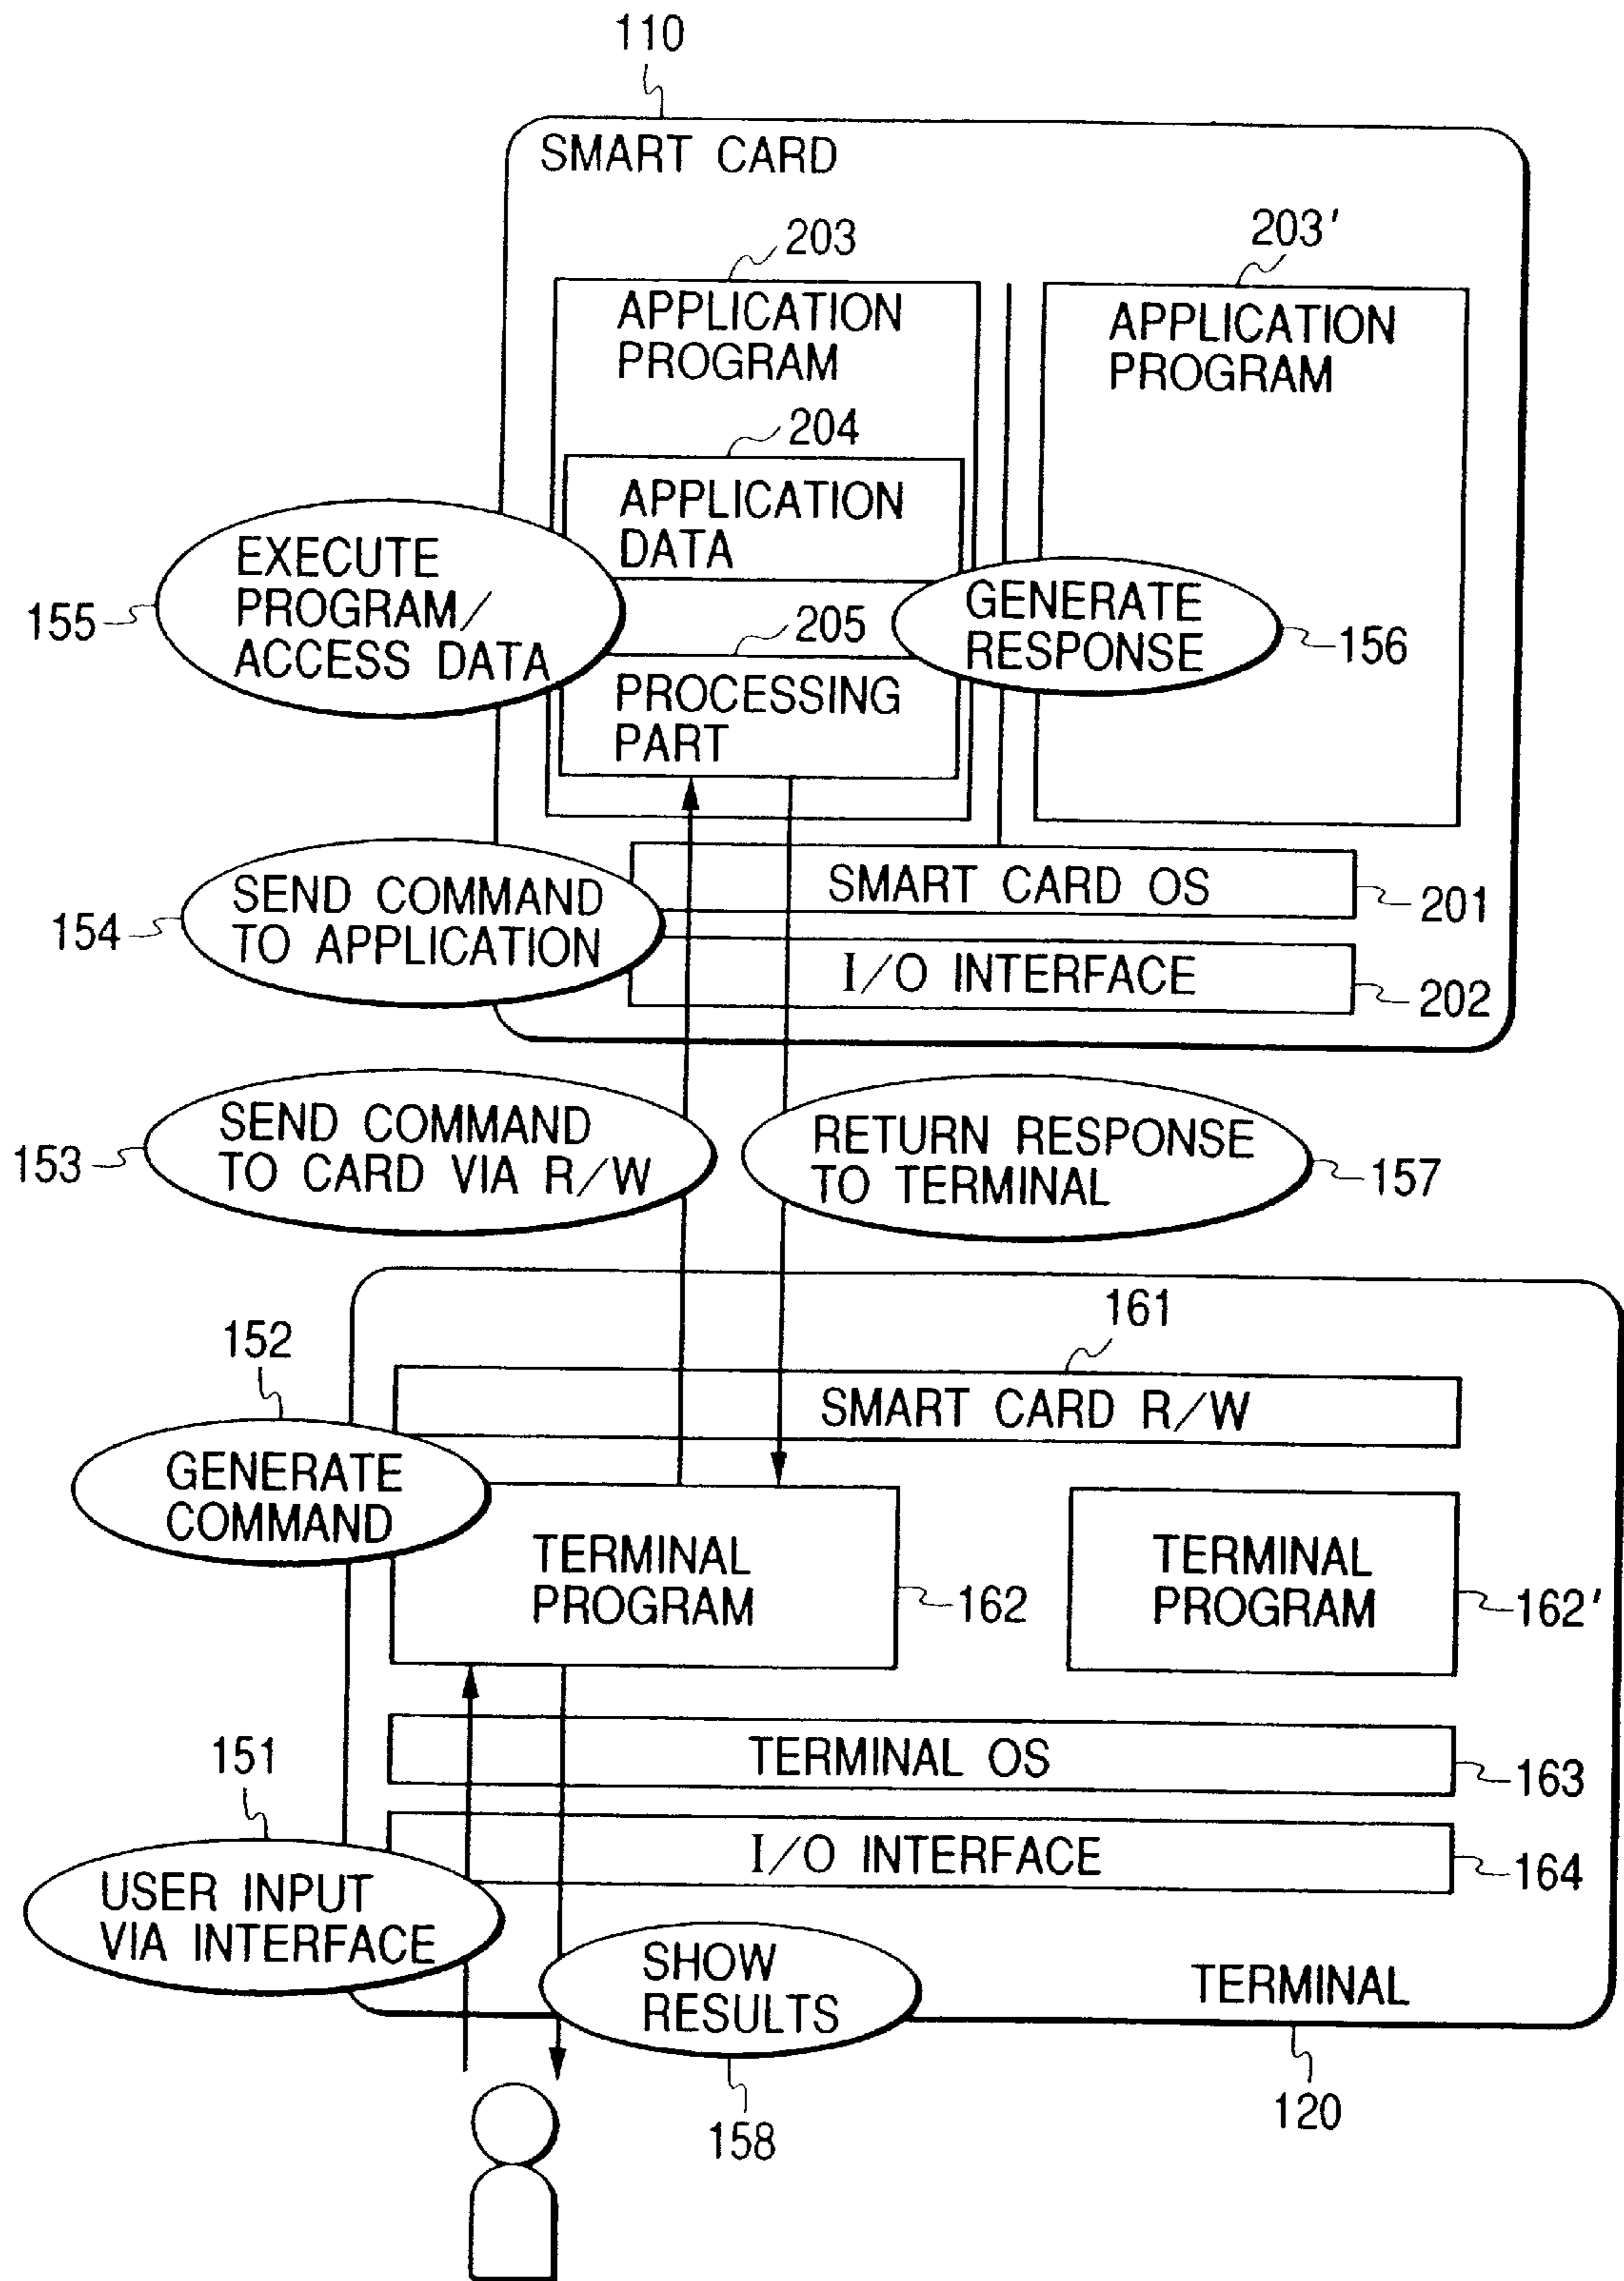 110
SMART CARD
203
203'
APPLICATION
PROGRAM
APPLICATION
PROGRAM
204
APPLICATION
DATA
EXECUTE
PROGRAM/
ACCESS DATA
155
205
GENERATE
RESPONSE
156
PROCESSING
PART
SEND COMMAND
TO APPLICATION
154
SMART CARD OS
201
I/O INTERFACE
202
SEND COMMAND
TO CARD VIA R/W
153
RETURN RESPONSE
TO TERMINAL
157
161
152
SMART CARD R/W
GENERATE
COMMAND
TERMINAL
PROGRAM
162
TERMINAL
PROGRAM
162'
TERMINAL OS
163
151
I/O INTERFACE
164
USER INPUT
VIA INTERFACE
SHOW
RESULTS
TERMINAL
158
120